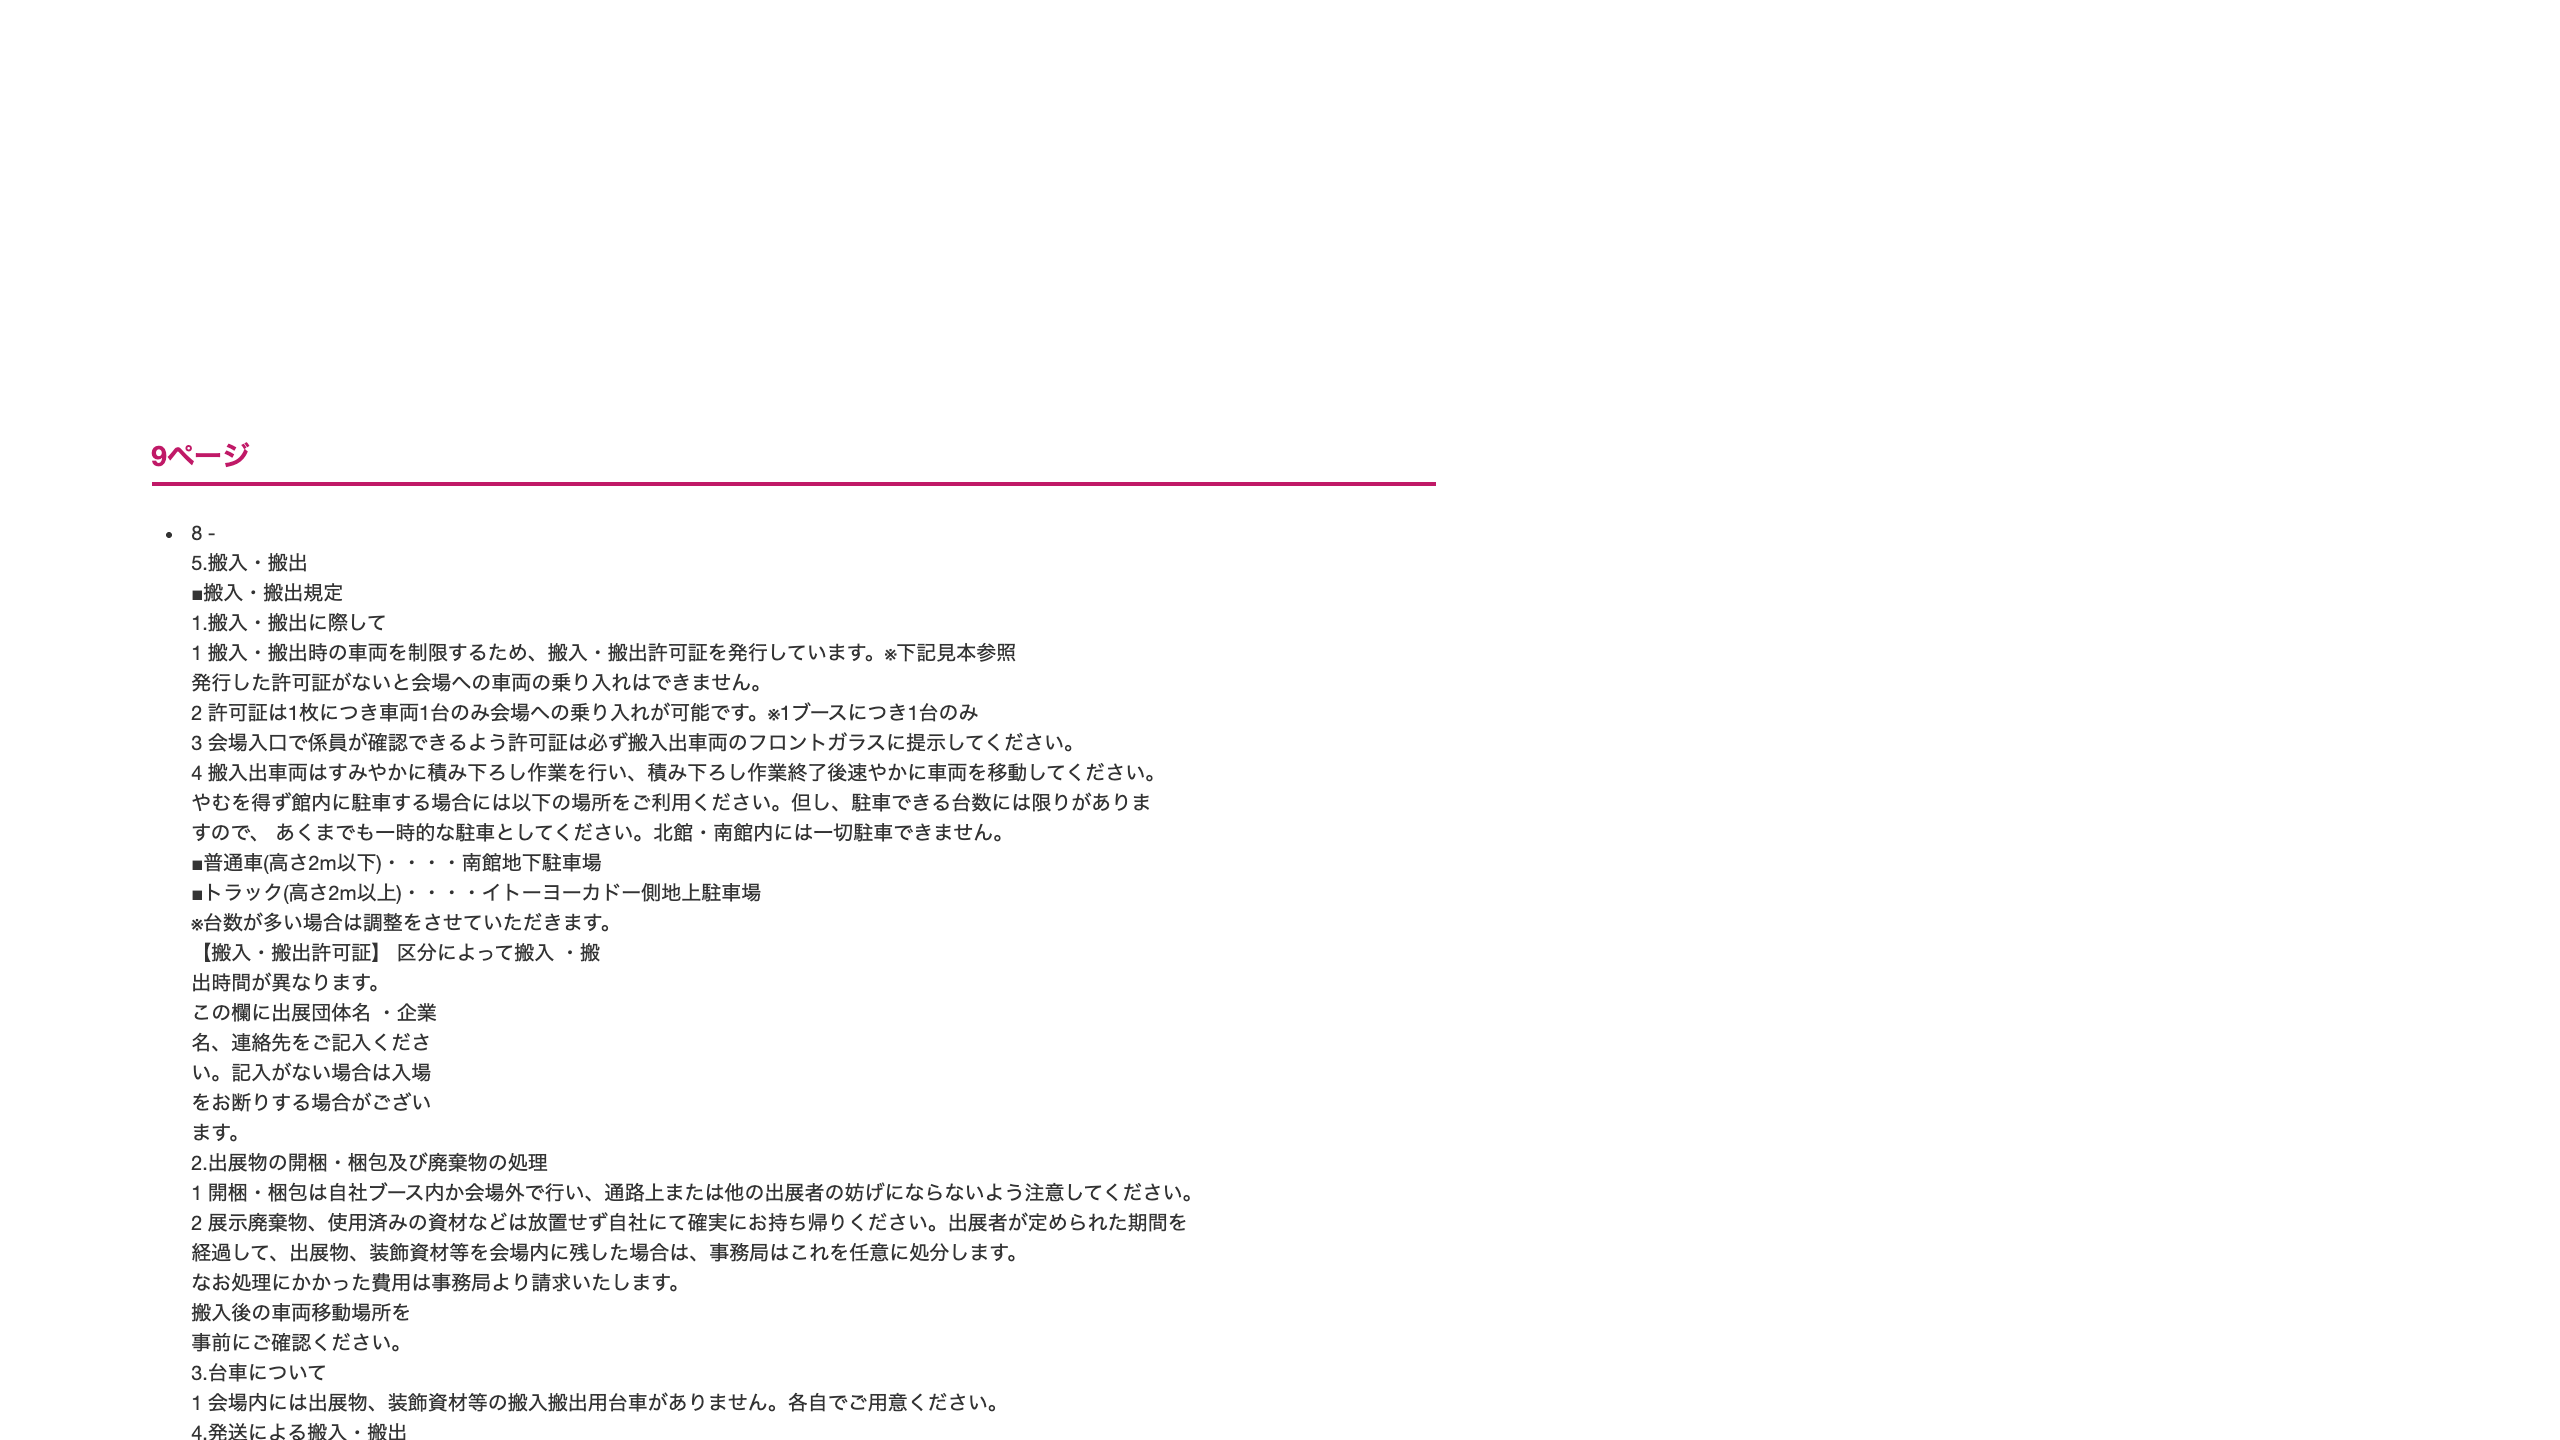 9ページ
• 8 -
5.搬入・搬出
■搬入・搬出規定
1.搬入・搬出に際して
1 搬入・搬出時の車両を制限するため、搬入・搬出許可証を発行しています。※下記見本参照
発行した許可証がないと会場への車両の乗り入れはできません。
2 許可証は1枚につき車両1台のみ会場への乗り入れが可能です。※1ブースにつき1台のみ
3 会場入口で係員が確認できるよう許可証は必ず搬入出車両のフロントガラスに提示してください。
4 搬入出車両はすみやかに積み下ろし作業を行い、積み下ろし作業終了後速やかに車両を移動してください。
やむを得ず館内に駐車する場合には以下の場所をご利用ください。但し、駐車できる台数には限りがありま
すので、 あくまでも一時的な駐車としてください。北館・南館内には一切駐車できません。
■普通車(高さ2m以下)・・・・南館地下駐車場
■トラック(高さ2m以上)・・・・イトーヨーカドー側地上駐車場
※台数が多い場合は調整をさせていただきます。
【搬入・搬出許可証】 区分によって搬入 ・搬
出時間が異なります。
この欄に出展団体名 ・企業
名、連絡先をご記入くださ
い。記入がない場合は入場
をお断りする場合がござい
ます。
2.出展物の開梱・梱包及び廃棄物の処理
1 開梱・梱包は自社ブース内か会場外で行い、通路上または他の出展者の妨げにならないよう注意してください。
2 展示廃棄物、使用済みの資材などは放置せず自社にて確実にお持ち帰りください。出展者が定められた期間を
経過して、出展物、装飾資材等を会場内に残した場合は、事務局はこれを任意に処分します。
なお処理にかかった費用は事務局より請求いたします。
搬入後の車両移動場所を
事前にご確認ください。
3.台車について
1 会場内には出展物、装飾資材等の搬入搬出用台車がありません。各自でご用意ください。
4.発送による搬入・搬出